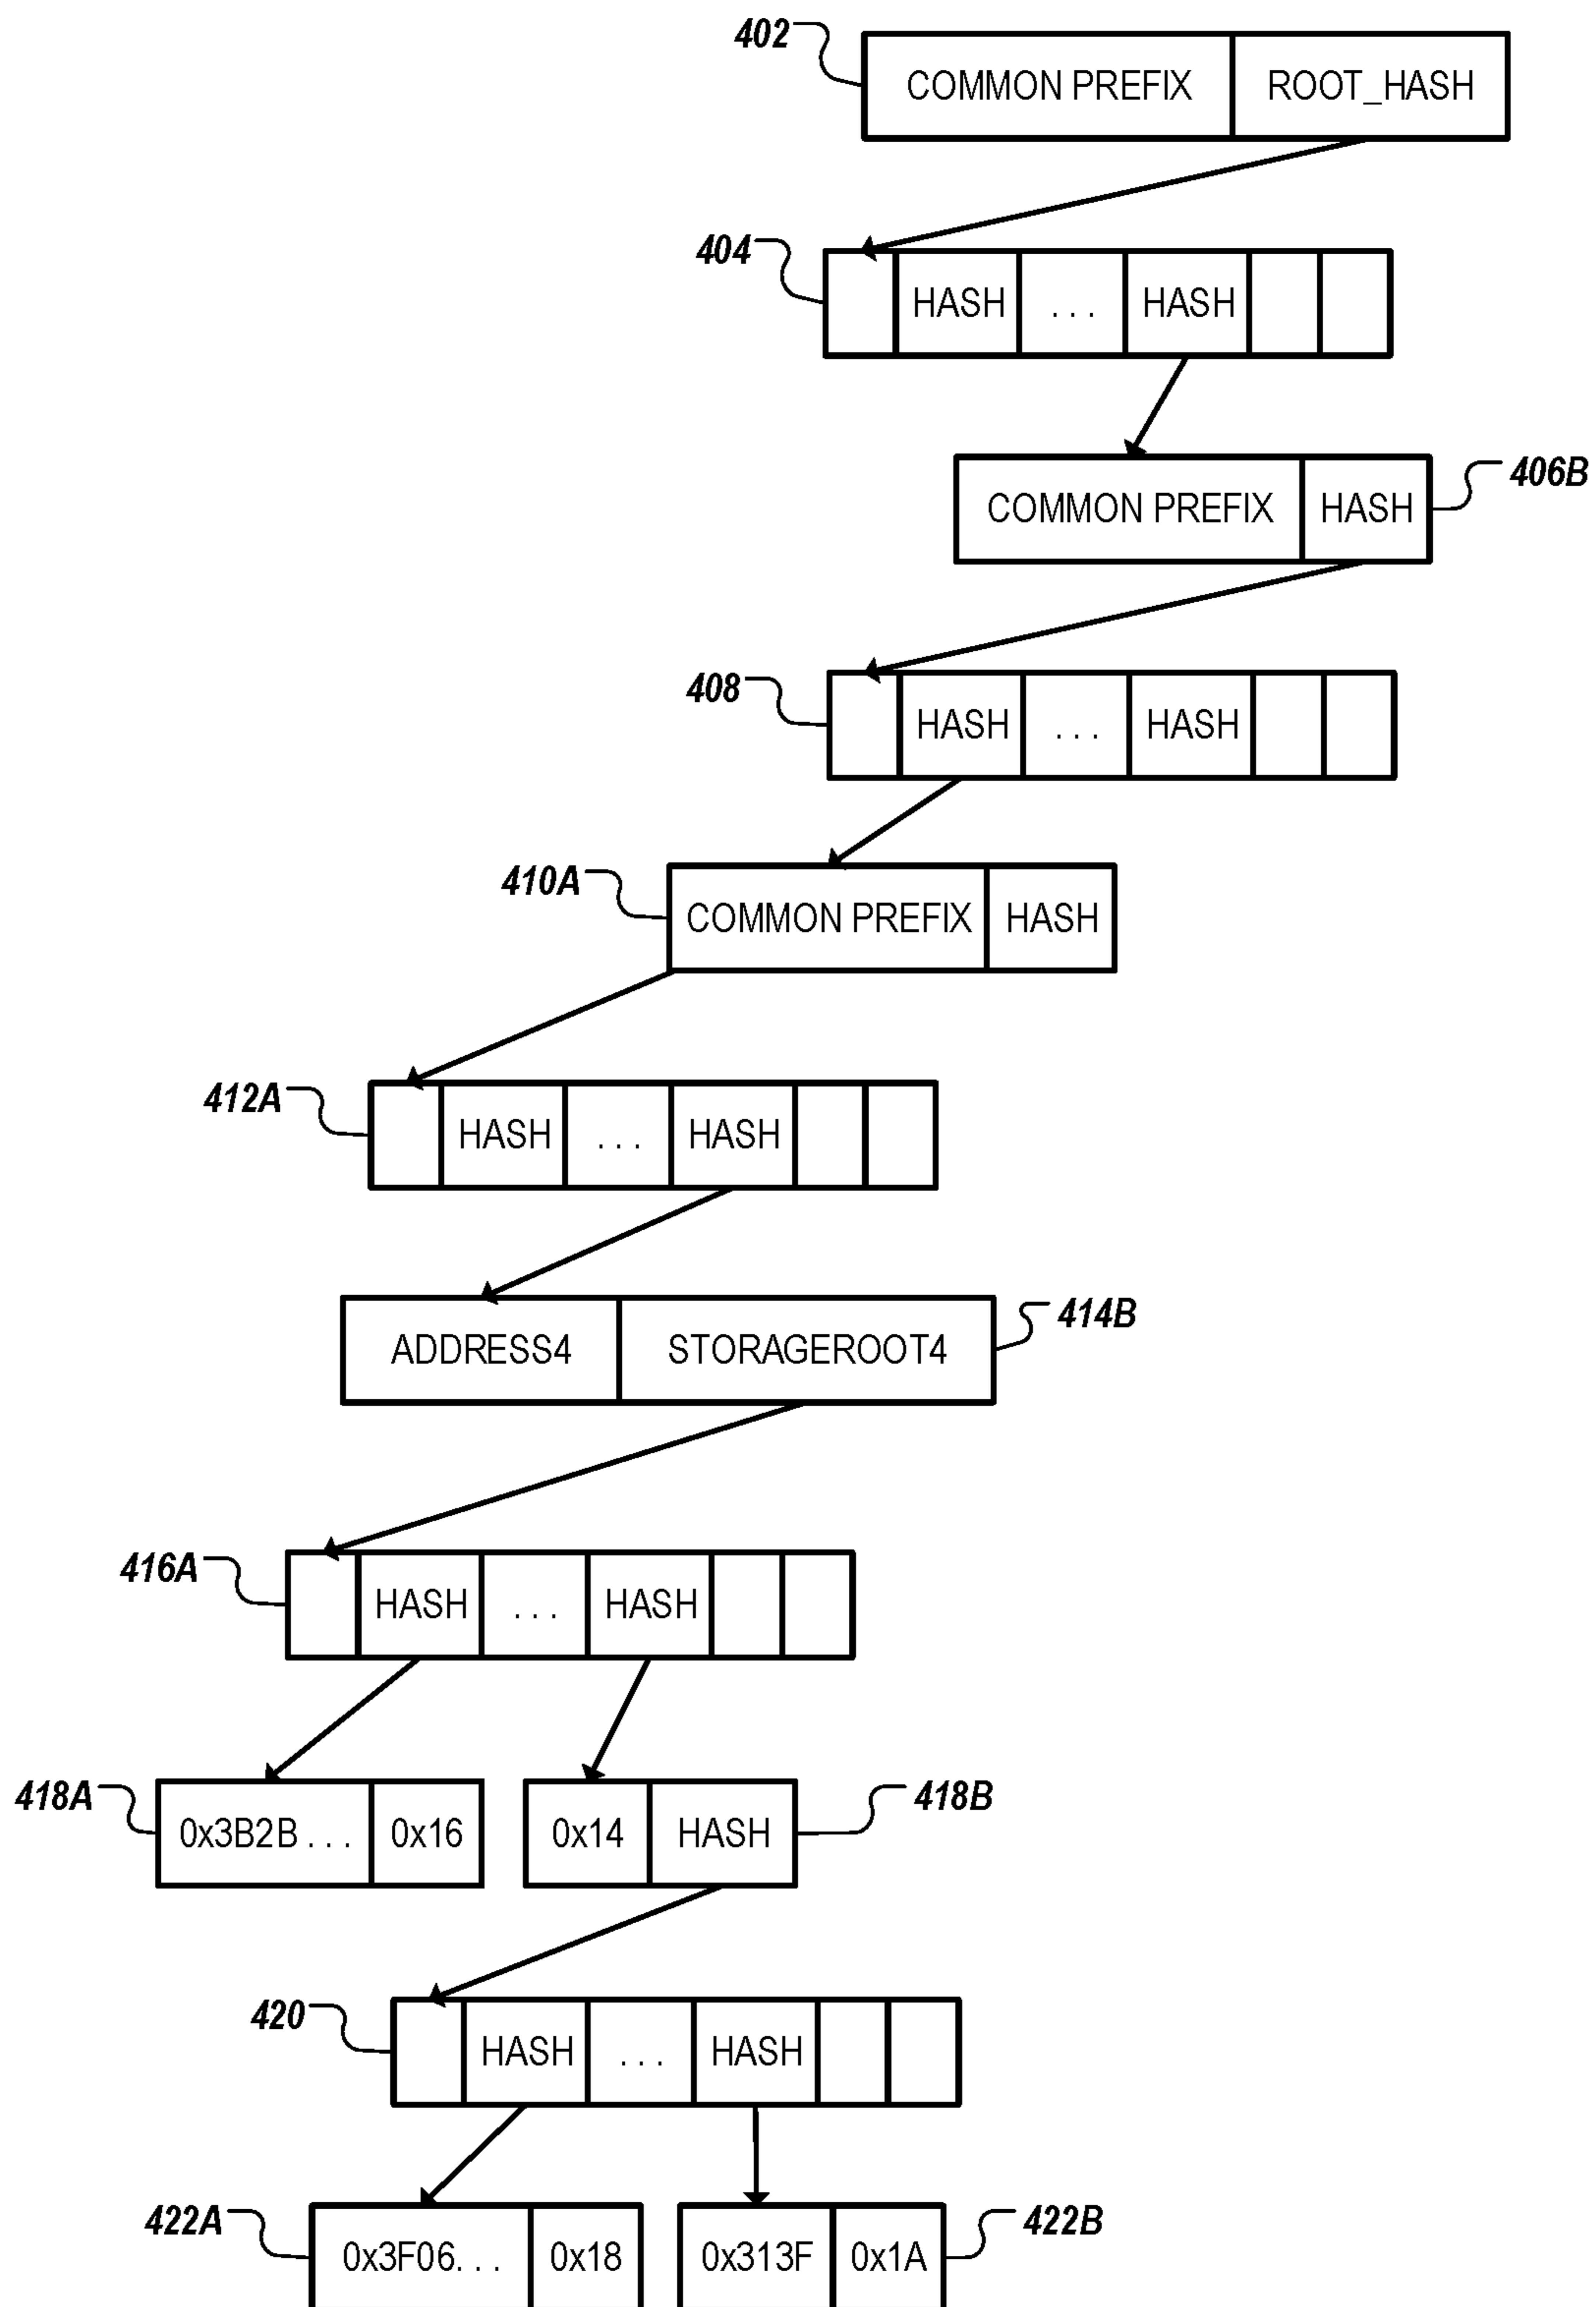 402
COMMON PREFIX ROOT_HASH
404
HASH ... HASH
406B
COMMON PREFIX HASH
408
HASH ... HASH
410A
COMMON PREFIX HASH
412A
HASH ... HASH
ADDRESS4 STORAGEROOT4
414B
416A
HASH ... HASH
418A
0x3B2B... 0x16
0x14 HASH
418B
420
HASH ... HASH
422A
0x3F06... 0x18
0x313F 0x1A
422B